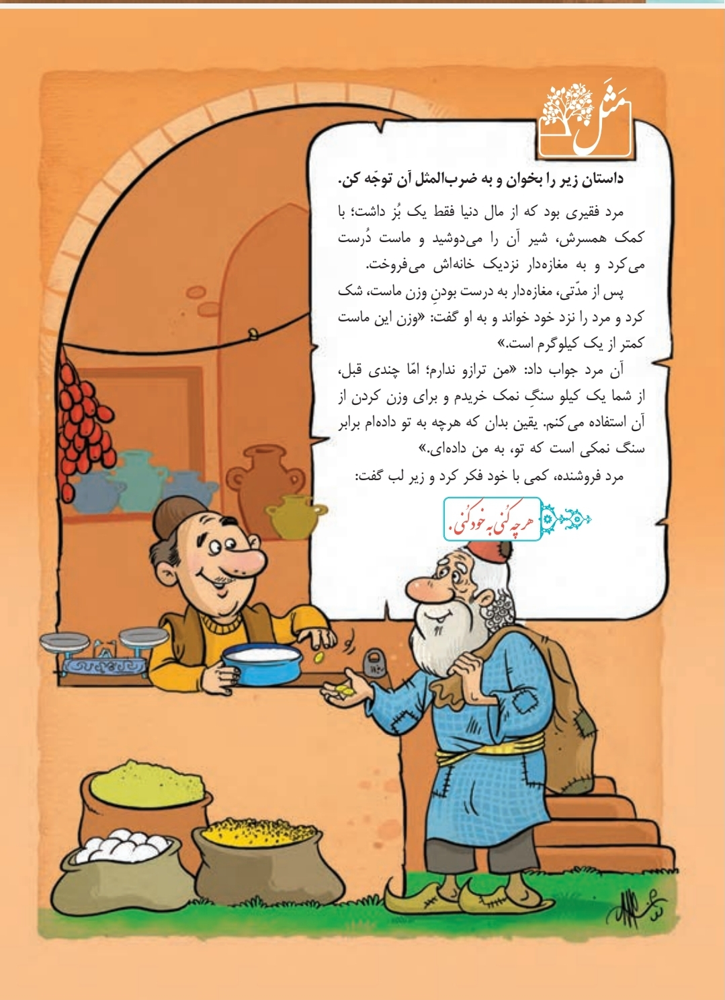 مَثَل
داستان زیر را بخوان و به ضرب‌المثل آن توجّه کن.
مرد فقیری بود که از مال دنیا فقط یک بُز داشت؛ با
کمک همسرش، شیر آن را می‌دوشید و ماست دُرست
می‌کرد و به مغازه‌دار نزدیک خانه‌اش می‌فروخت.
پس از مدّتی، مغازه‌دار به درست بودنِ وزن ماست، شک
کرد و مرد را نزد خود خواند و به او گفت: «وزن این ماست
کمتر از یک کیلوگرم است.»
آن مرد جواب داد: «من ترازو ندارم؛ امّا چندی قبل،
از شما یک کیلو سنگِ نمک خریدم و برای وزن کردن از
آن استفاده می‌کنم. یقین بدان که هرچه به تو داده‌ام برابر
سنگ نمکی است که تو، به من داده‌ای.»
مرد فروشنده، کمی با خود فکر کرد و زیر لب گفت:
هرچه کُنی به خود کُنی.